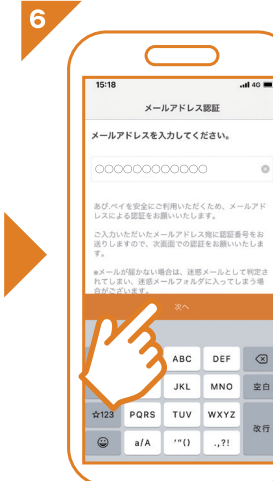 6
15:18
4G
メールアドレス認証
メールアドレスを入力してください。
○○○○○○○○○○○○
あび.ペイを安全にご利用いただくため、メールアド
レスによる認証をお願いいたします。
ご入力いただいたメールアドレス宛に認証番号をお
送りしますので、次画面での認証をお願いいたしま
す。
※メールが届かない場合は、迷惑メールとして判定さ
れてしまい、迷惑メールフォルダに入ってしまう場
合がございます。
次へ
ABC DEF
JKL MNO 空白
☆123 PQRS TUV WXYZ
改行
a/A '"() .,?!